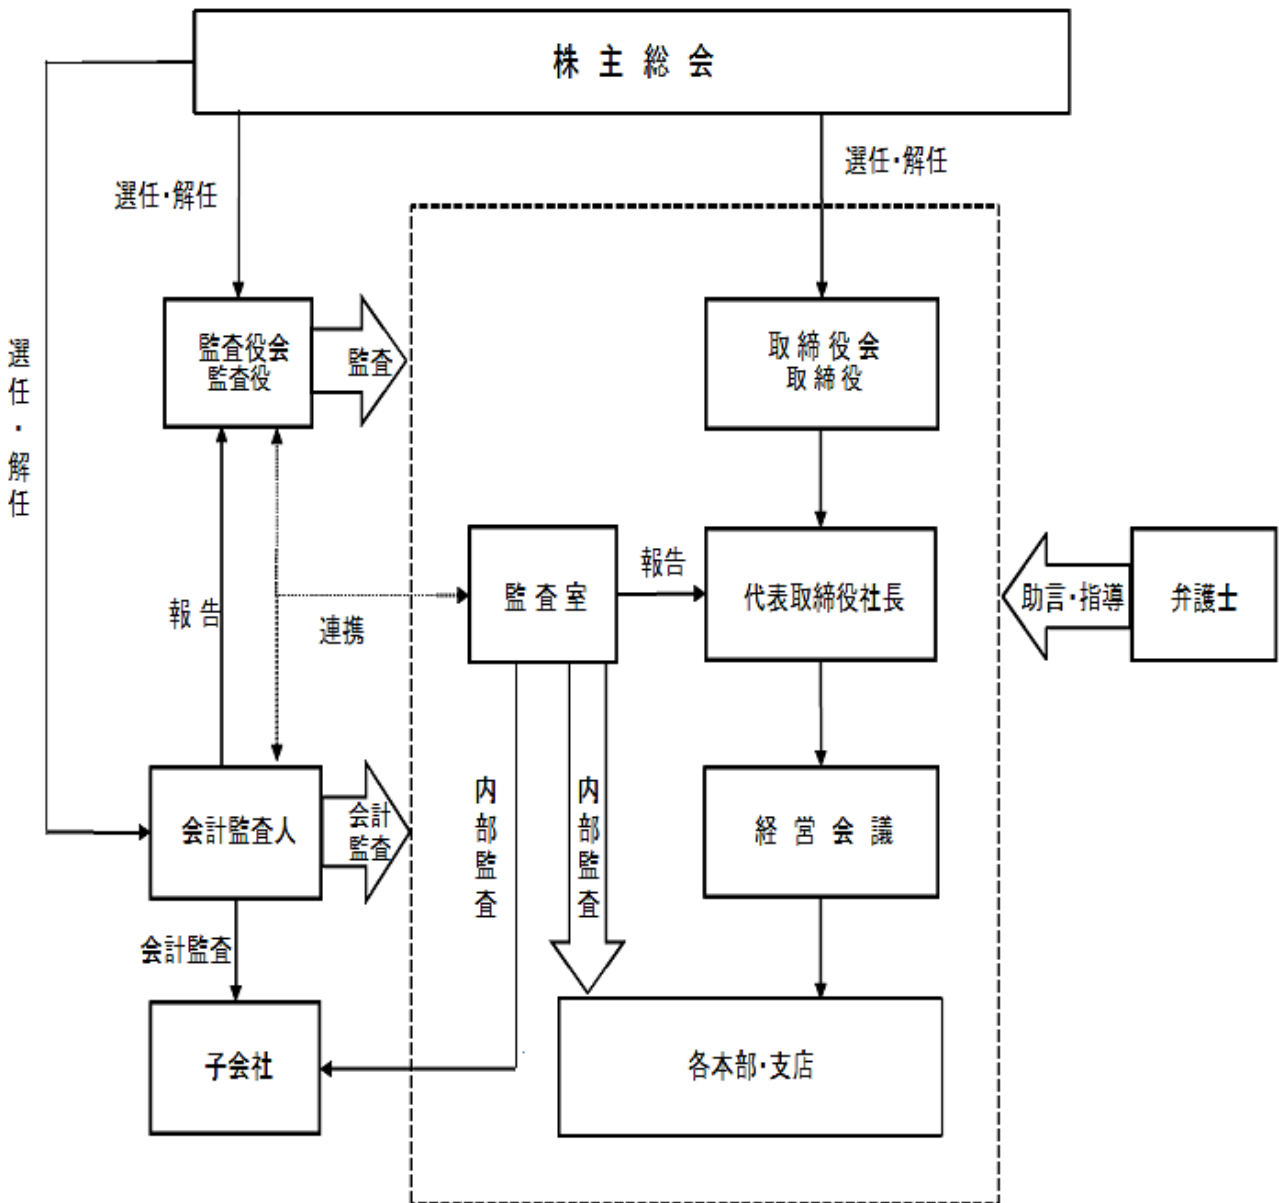 株主総会
選任・解任
選任・解任
選任・解任
監査役会
監査役
監査
取締役会
取締役
監査室
報告
代表取締役社長
助言・指導
弁護士
報告
連携
会計監査人
会計
監査
内部監査
内部監査
経営会議
会計監査
子会社
各本部・支店